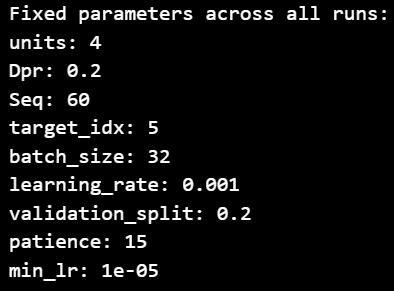 Fixed parameters across all runs:
units: 4
Dpr: 0.2
Seq: 60
target_idx: 5
batch_size: 32
learning_rate: 0.001
validation_split: 0.2
patience: 15
min_lr: 1e-05